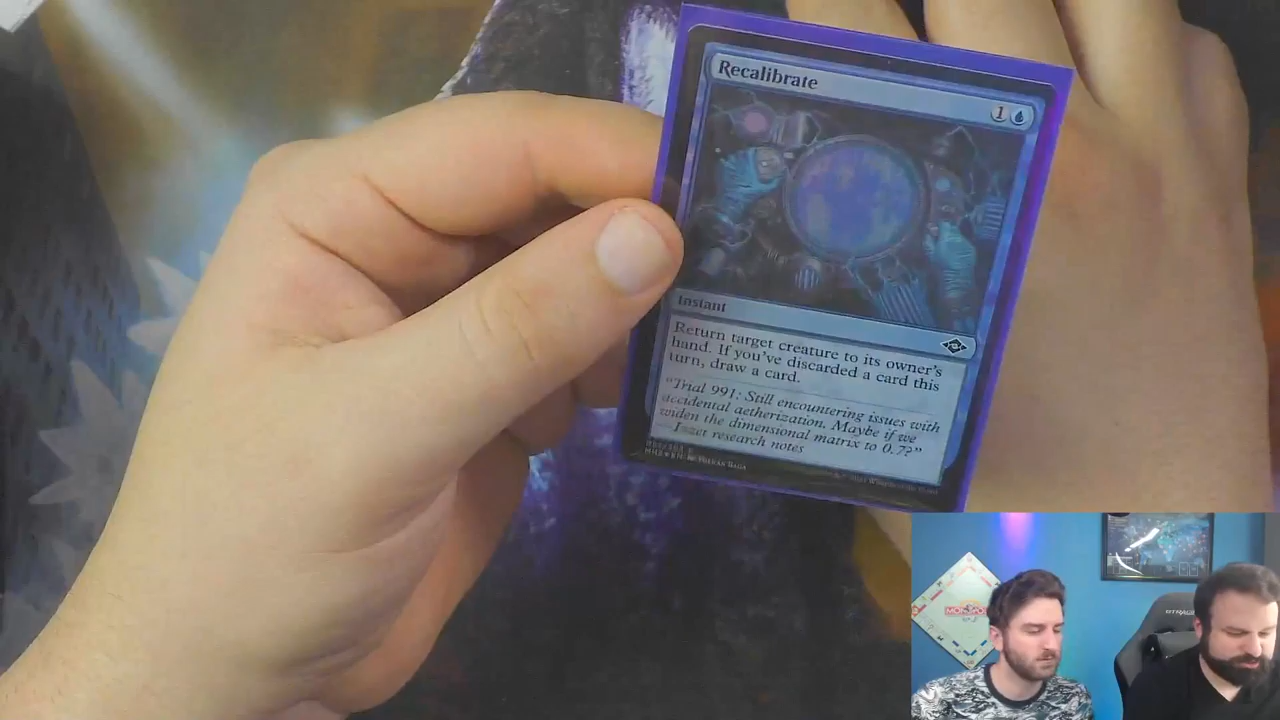 Recalibrate
1
Instant
Return target creature to its owner's
hand. If you've discarded a card this
turn, draw a card.
"Trial 991: Still encountering issues with
accidental aetherization. Maybe if we
widen the dimensional matrix to 0.7?"
—Izzet research notes
MONOPOLY